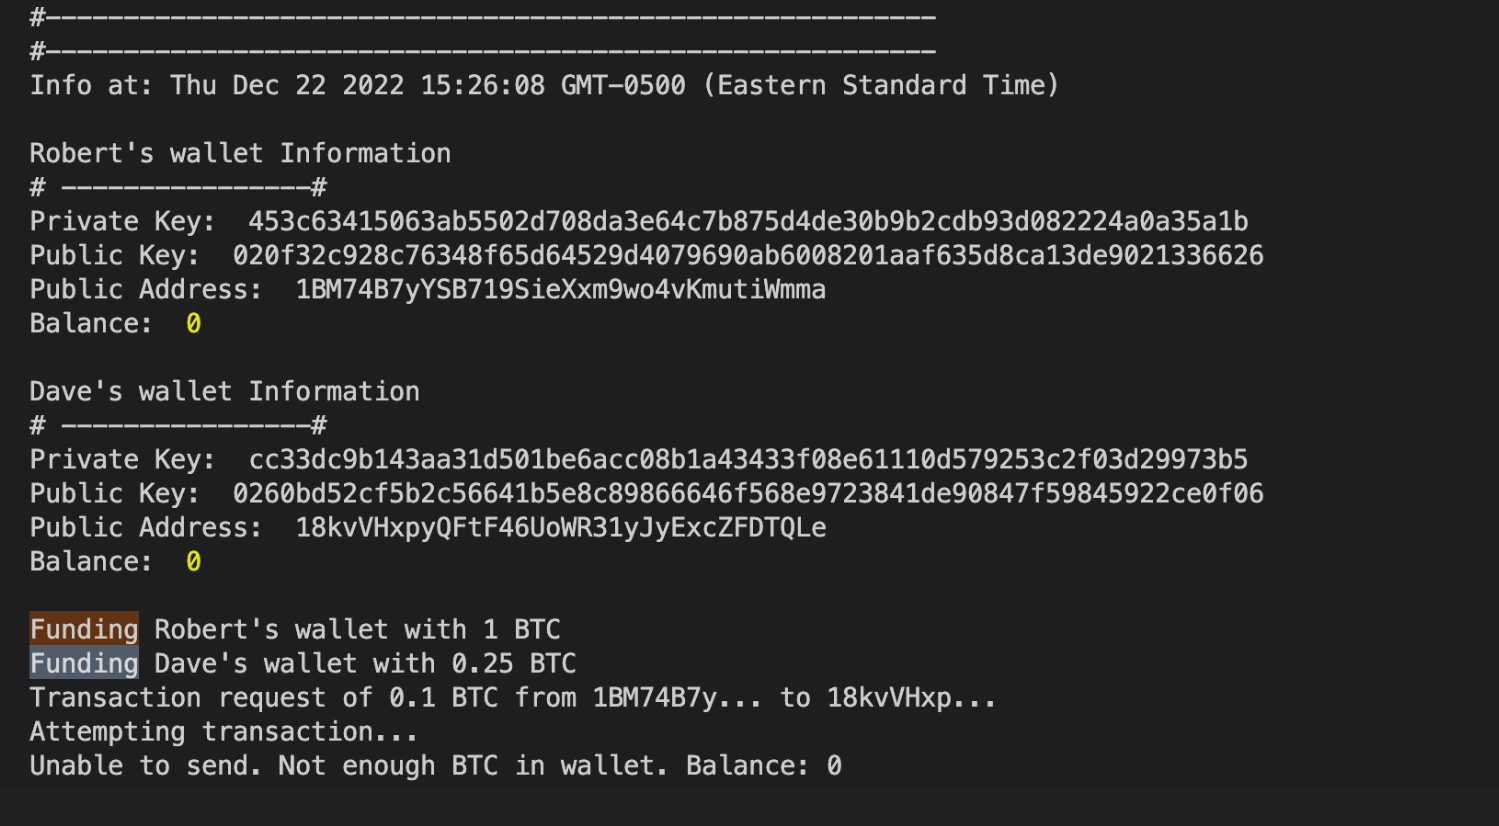 #---------------------------------------------------------
#---------------------------------------------------------
Info at: Thu Dec 22 2022 15:26:08 GMT-0500 (Eastern Standard Time)
Robert's wallet Information
# ----------------#
Private Key:  453c63415063ab5502d708da3e64c7b875d4de30b9b2cdb93d082224a0a35a1b
Public Key:  020f32c928c76348f65d64529d4079690ab6008201aaf635d8ca13de9021336626
Public Address:  1BM74B7yYSB719SieXxm9wo4vKmutiWmma
Balance:  0
Dave's wallet Information
# ----------------#
Private Key:  cc33dc9b143aa31d501be6acc08b1a43433f08e61110d579253c2f03d29973b5
Public Key:  0260bd52cf5b2c56641b5e8c89866646f568e9723841de90847f59845922ce0f06
Public Address:  18kvVHxpyQFtF46UoWR31yJyExcZFDTQLe
Balance:  0
Funding Robert's wallet with 1 BTC
Funding Dave's wallet with 0.25 BTC
Transaction request of 0.1 BTC from 1BM74B7y... to 18kvVHxp...
Attempting transaction...
Unable to send. Not enough BTC in wallet. Balance: 0